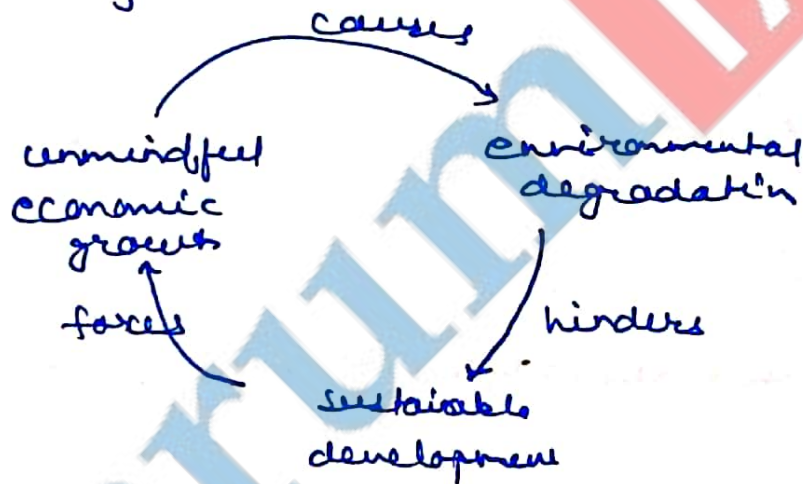 causes
unmindful
economic
growth
environmental
degradation
forces
hinders
sustainable
development